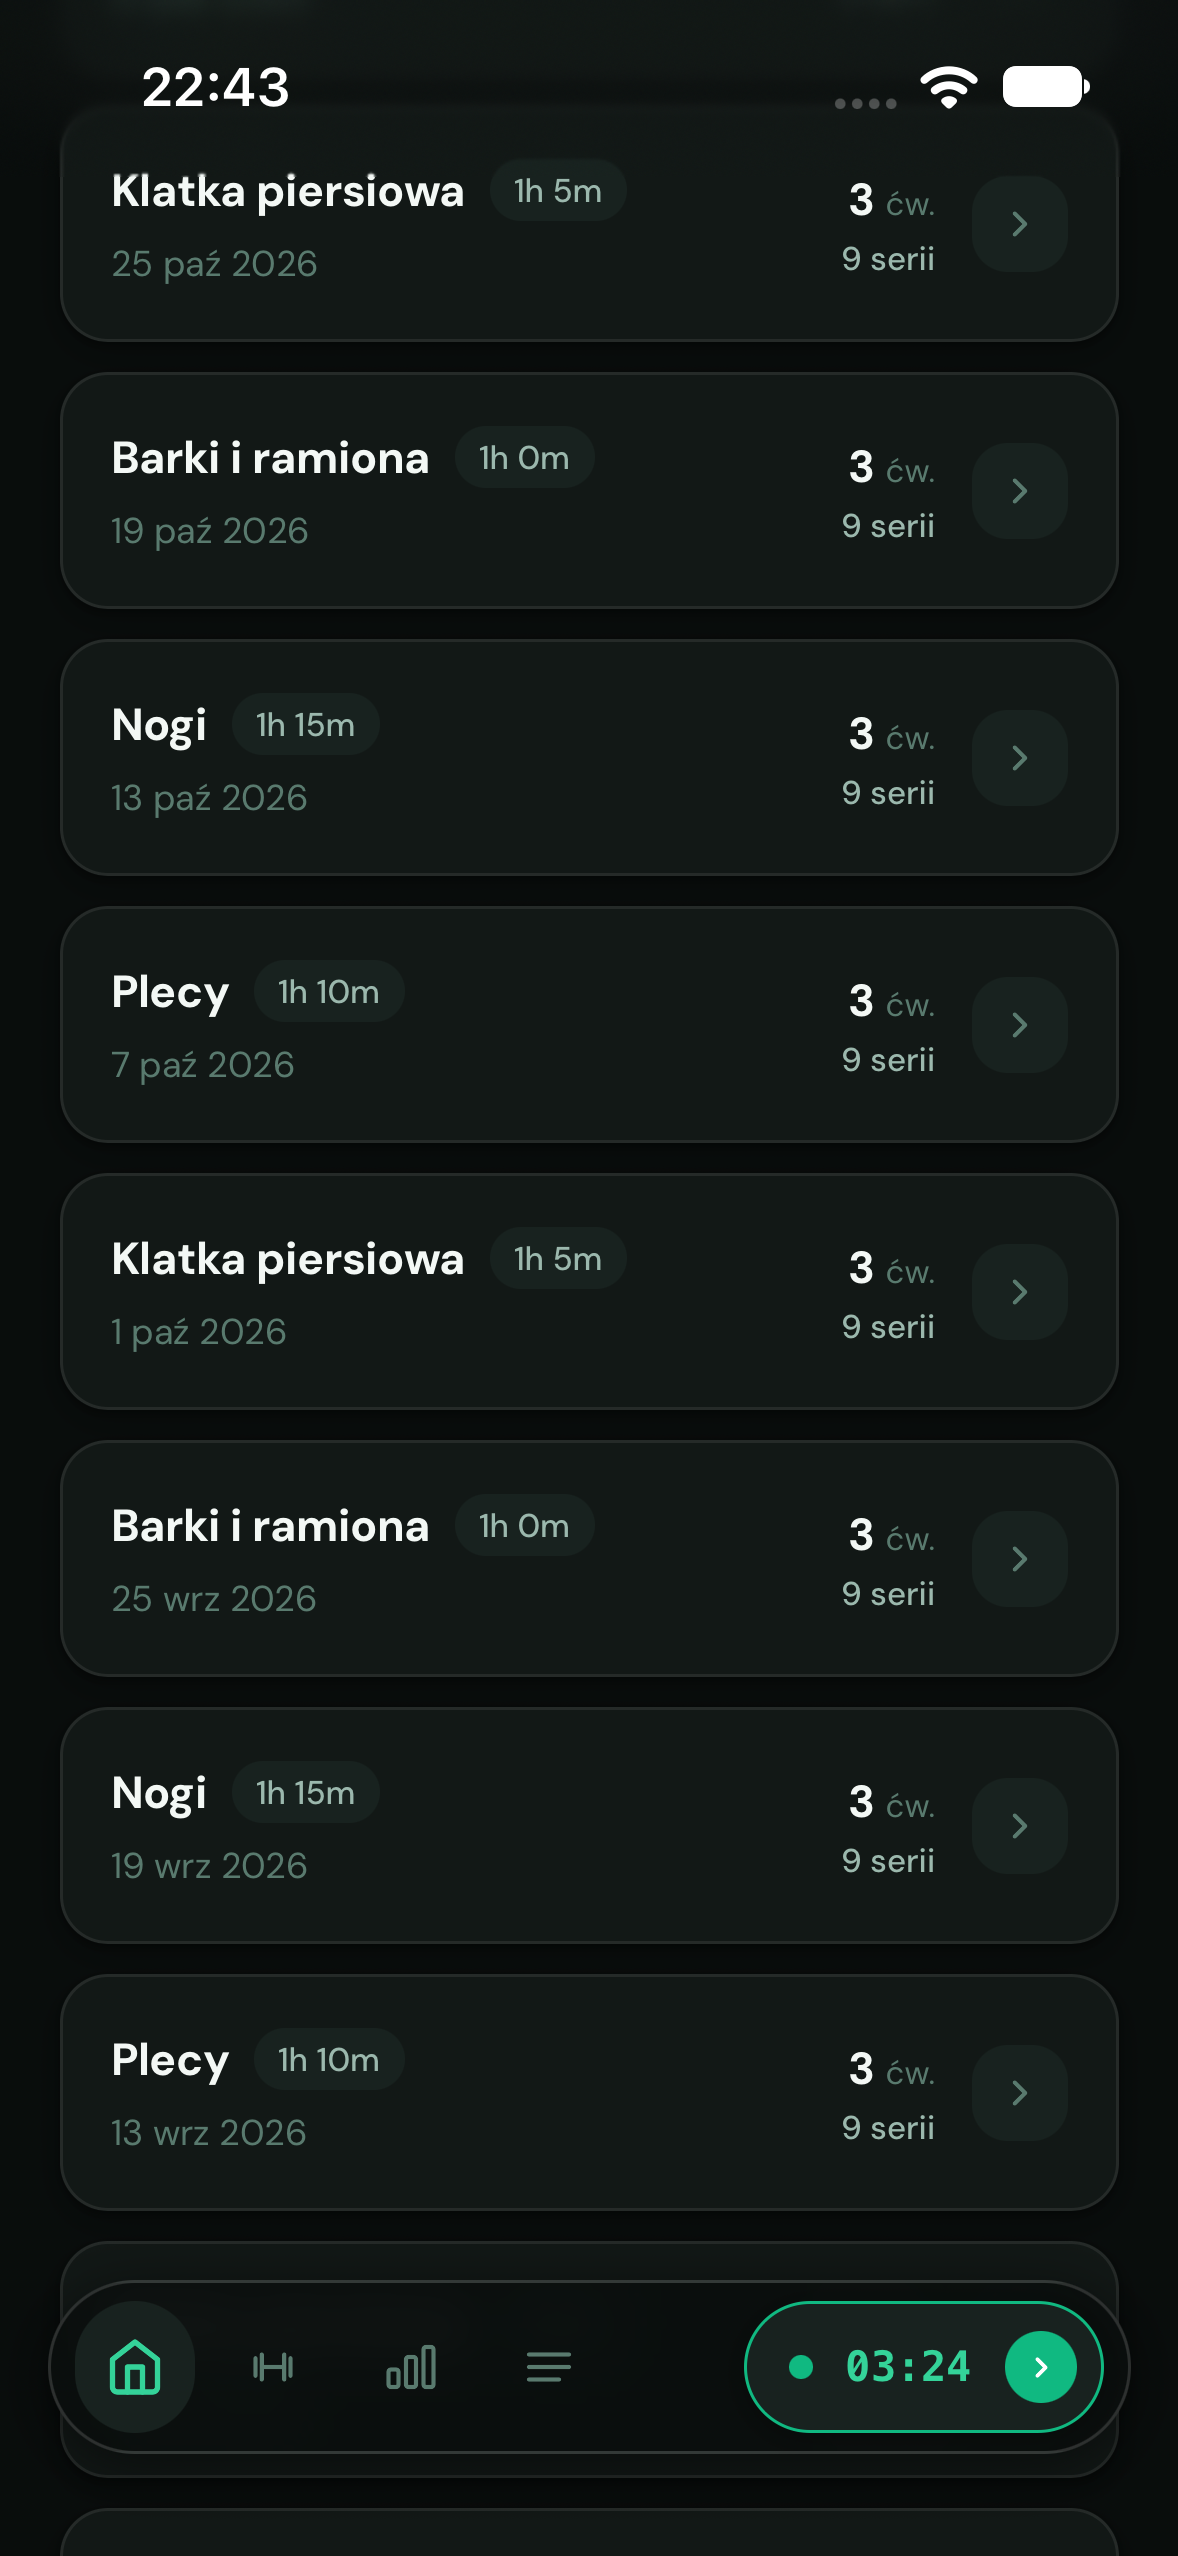 22:43
Klatka piersiowa 1h 5m
3 ćw.
25 paź 2026
9 serii
Barki i ramiona 1h 0m
3 ćw.
19 paź 2026
9 serii
Nogi 1h 15m
3 ćw.
13 paź 2026
9 serii
Plecy 1h 10m
3 ćw.
7 paź 2026
9 serii
Klatka piersiowa 1h 5m
3 ćw.
1 paź 2026
9 serii
Barki i ramiona 1h 0m
3 ćw.
25 wrz 2026
9 serii
Nogi 1h 15m
3 ćw.
19 wrz 2026
9 serii
Plecy 1h 10m
3 ćw.
13 wrz 2026
9 serii
03:24